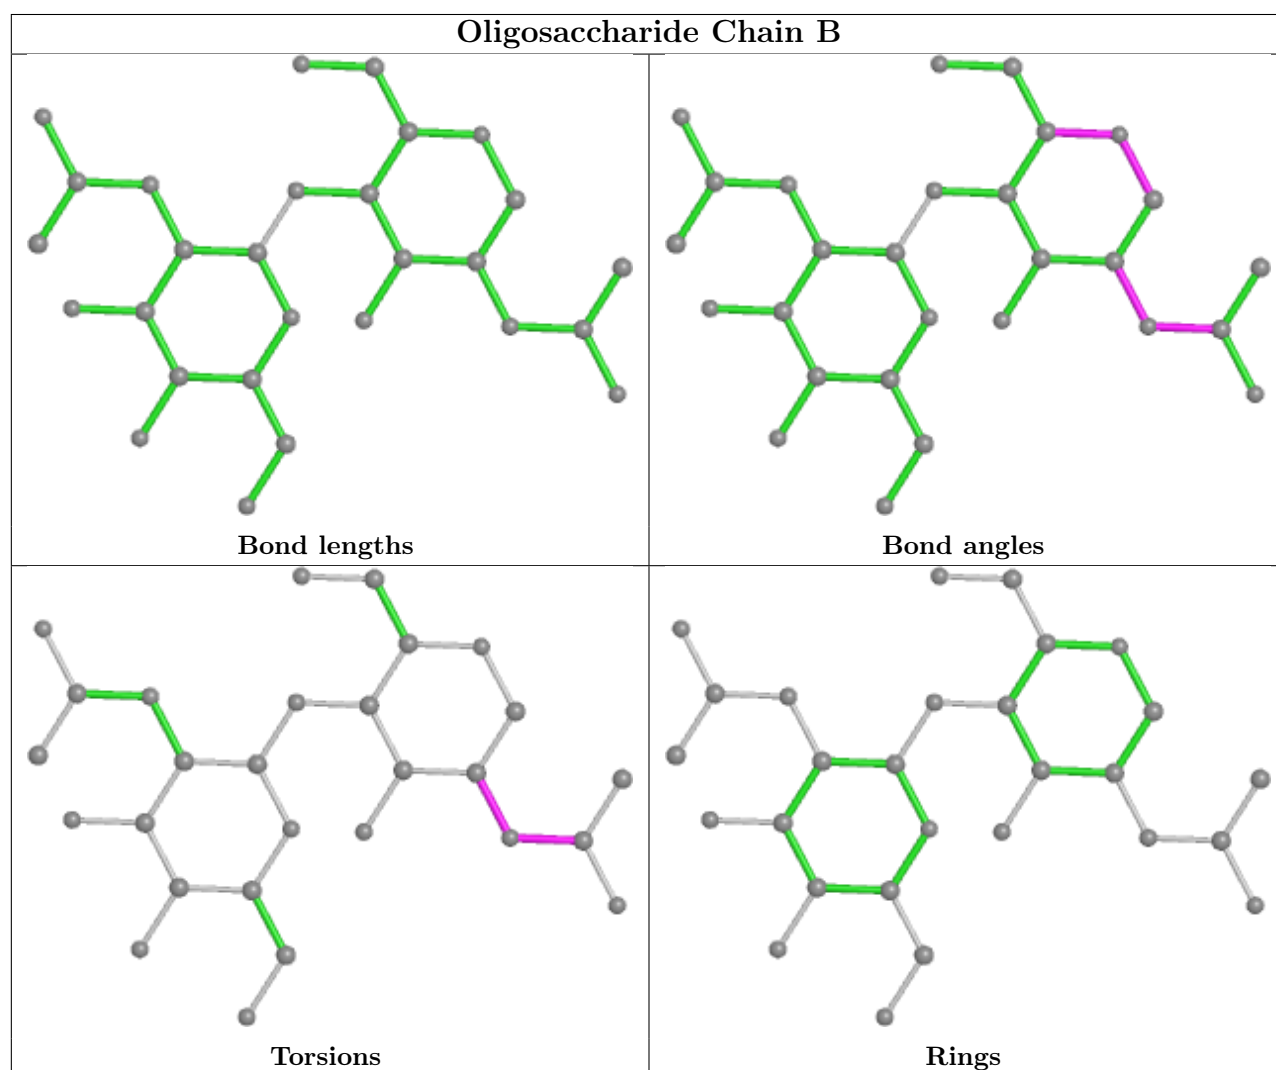 Oligosaccharide Chain B
Bond lengths
Bond angles
Torsions
Rings